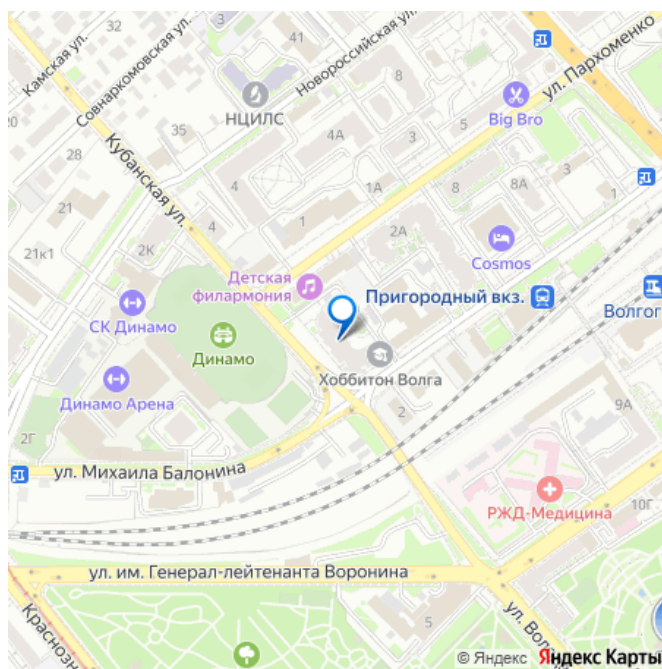 Камская ул.
Совнаркомовская ул.
3
41
Новороссийская ул.
8
ул. Пархоменко
20
35
НЦИЛС
4А
3
5
Big Bro
28
Кубанская ул.
21
4
1А
8
8А
3
1
4
21к1
2К
1
2А
Cosmos
Детская
филармония
Пригородный вкз.
СК Динамо
Волгог
Динамо
Хоббитон Волга
Динамо Арена
2
9А
2Г
ул. Михаила Балонина
РЖД-Медицина
10Г
ул. им. Генерал-лейтенанта Воронина
5
Краснозн
ул. Вол
© Яндекс Яндекс Карты